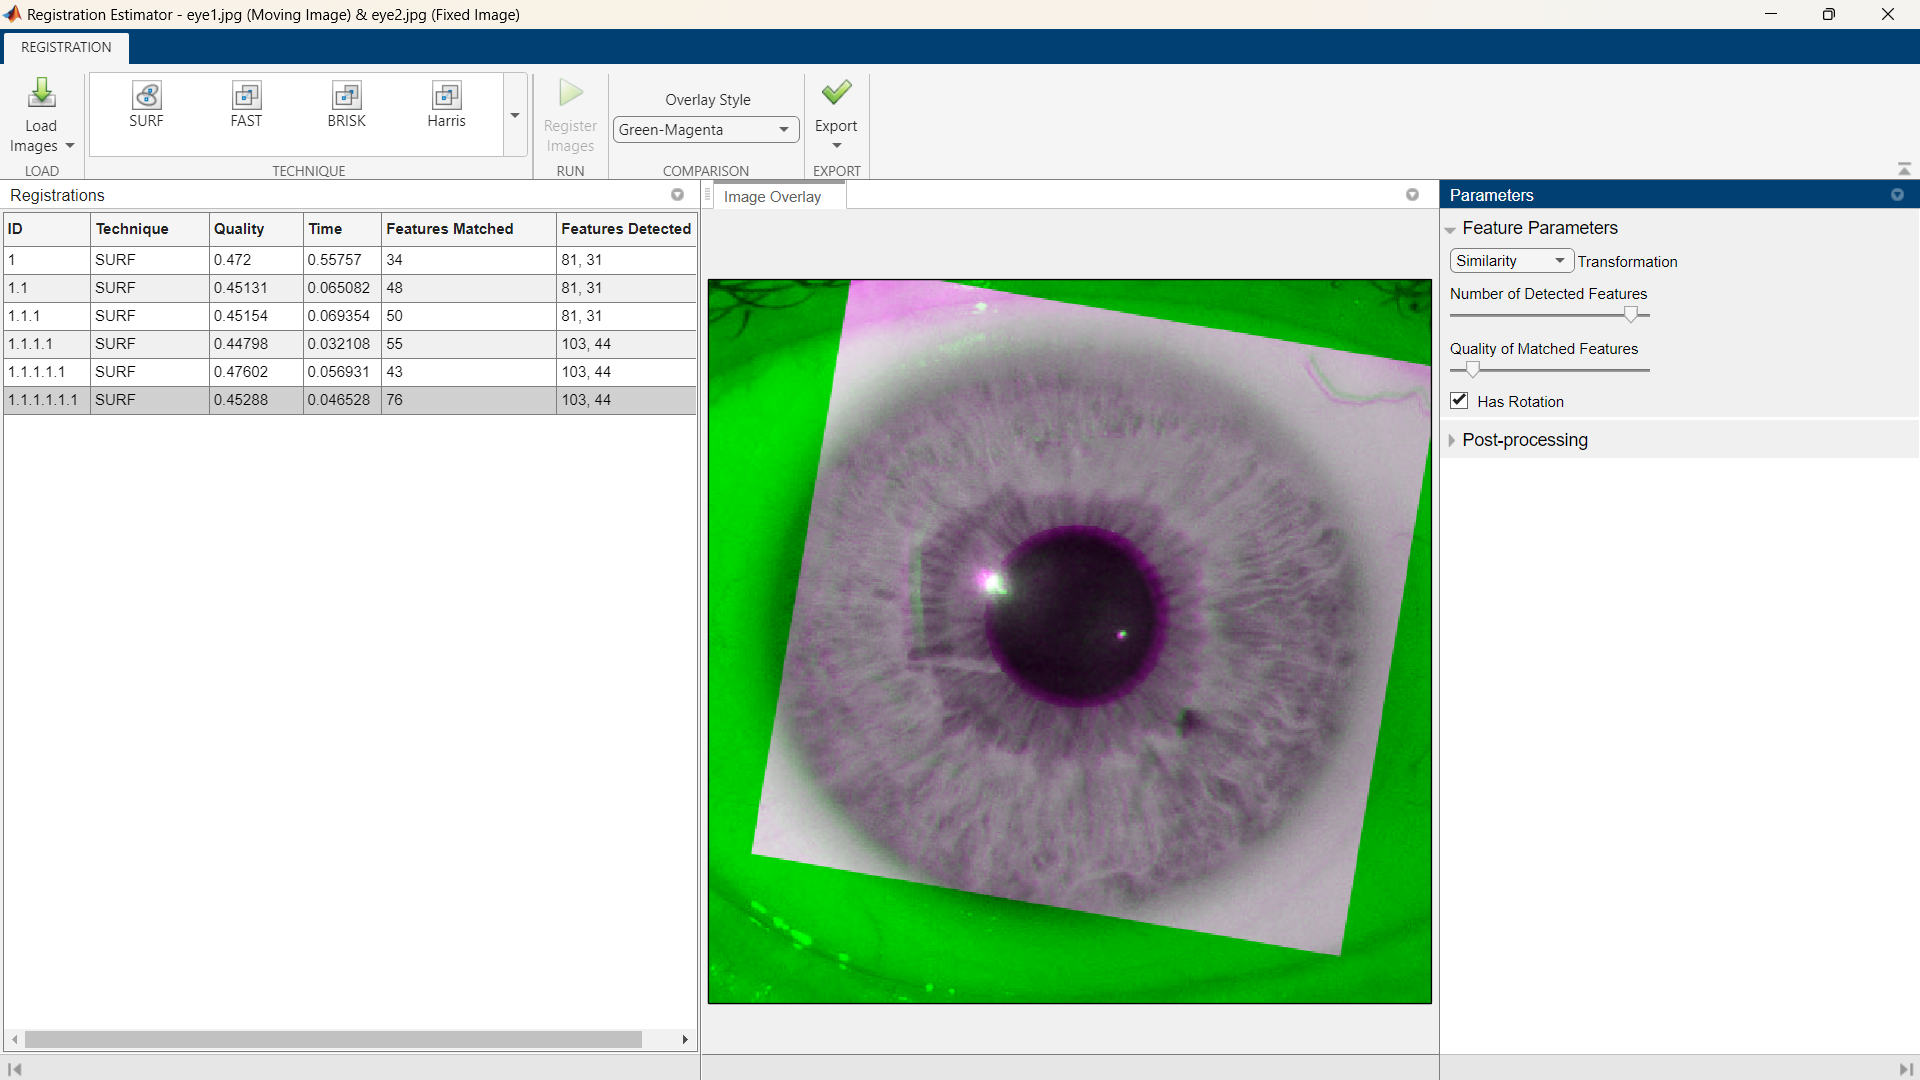 Registration Estimator - eye1.jpg (Moving Image) & eye2.jpg (Fixed Image)
REGISTRATION
Load Images
LOAD
SURF
FAST
BRISK
Harris
TECHNIQUE
Register Images
RUN
Overlay Style
Green-Magenta
COMPARISON
Export
EXPORT
Registrations
ID Technique Quality Time Features Matched Features Detected
1 SURF 0.472 0.55757 34 81, 31
1.1 SURF 0.45131 0.065082 48 81, 31
1.1.1 SURF 0.45154 0.069354 50 81, 31
1.1.1.1 SURF 0.44798 0.032108 55 103, 44
1.1.1.1.1 SURF 0.47602 0.056931 43 103, 44
1.1.1.1.1.1 SURF 0.45288 0.046528 76 103, 44
Image Overlay
Parameters
Feature Parameters
Similarity Transformation
Number of Detected Features
Quality of Matched Features
Has Rotation
Post-processing